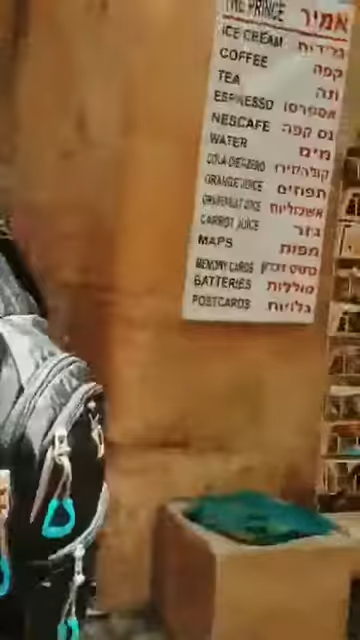 THE PRINCE אמיר
ICE CREAM גלידות
COFFEE קפה
TEA תה
ESPRESSO אספרסו
NESCAFE נס קפה
WATER מים
COLA-DIET-ZERO קולה/זירו
ORANGE JUICE תפוזים
GRAPEFRUIT JUICE אשכוליות
CARROT JUICE גזר
MAPS מפות
MEMORY CARDS כרטיס זיכרון
BATTERIES סוללות
POSTCARDS גלויות